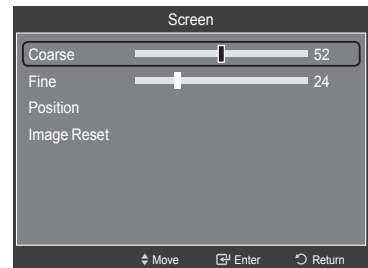 Screen
Coarse 52
Fine 24
Position
Image Reset
Move Enter Return